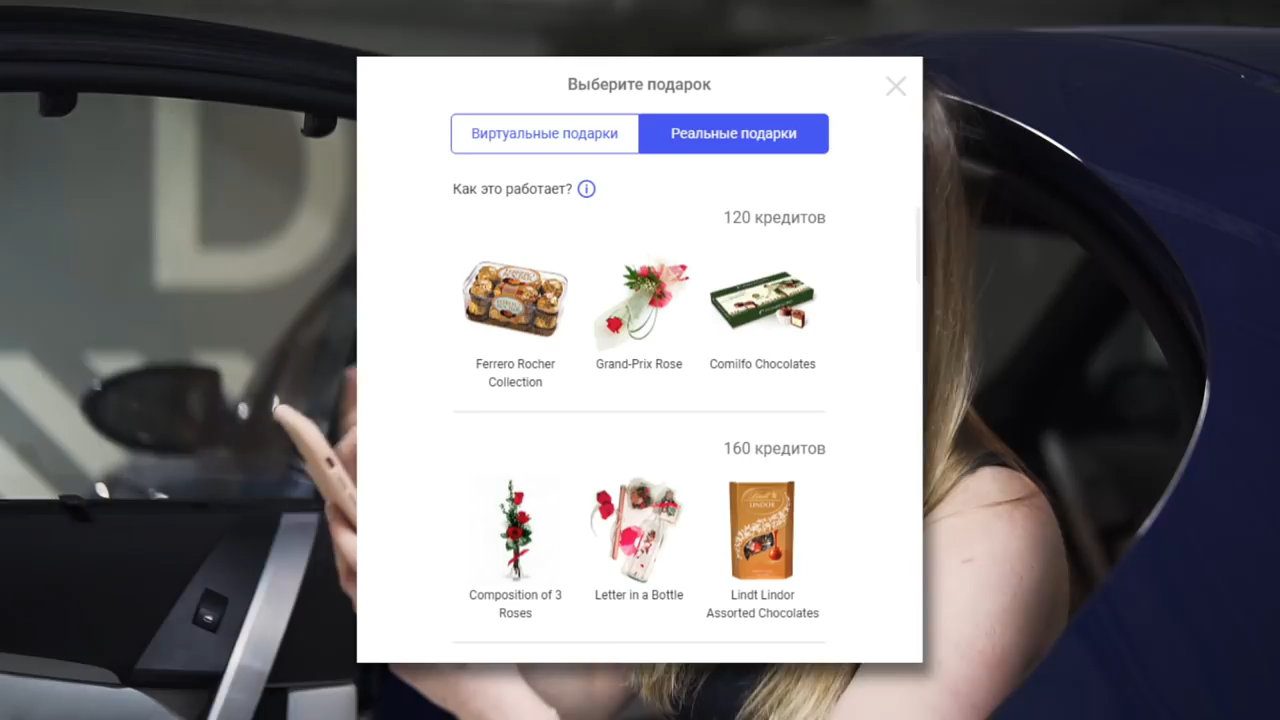 Выберите подарок
Виртуальные подарки
Реальные подарки
Как это работает?
120 кредитов
Ferrero Rocher
Collection
Grand-Prix Rose
Comilfo Chocolates
160 кредитов
Composition of 3
Roses
Letter in a Bottle
Lindt Lindor
Assorted Chocolates
LINDOR